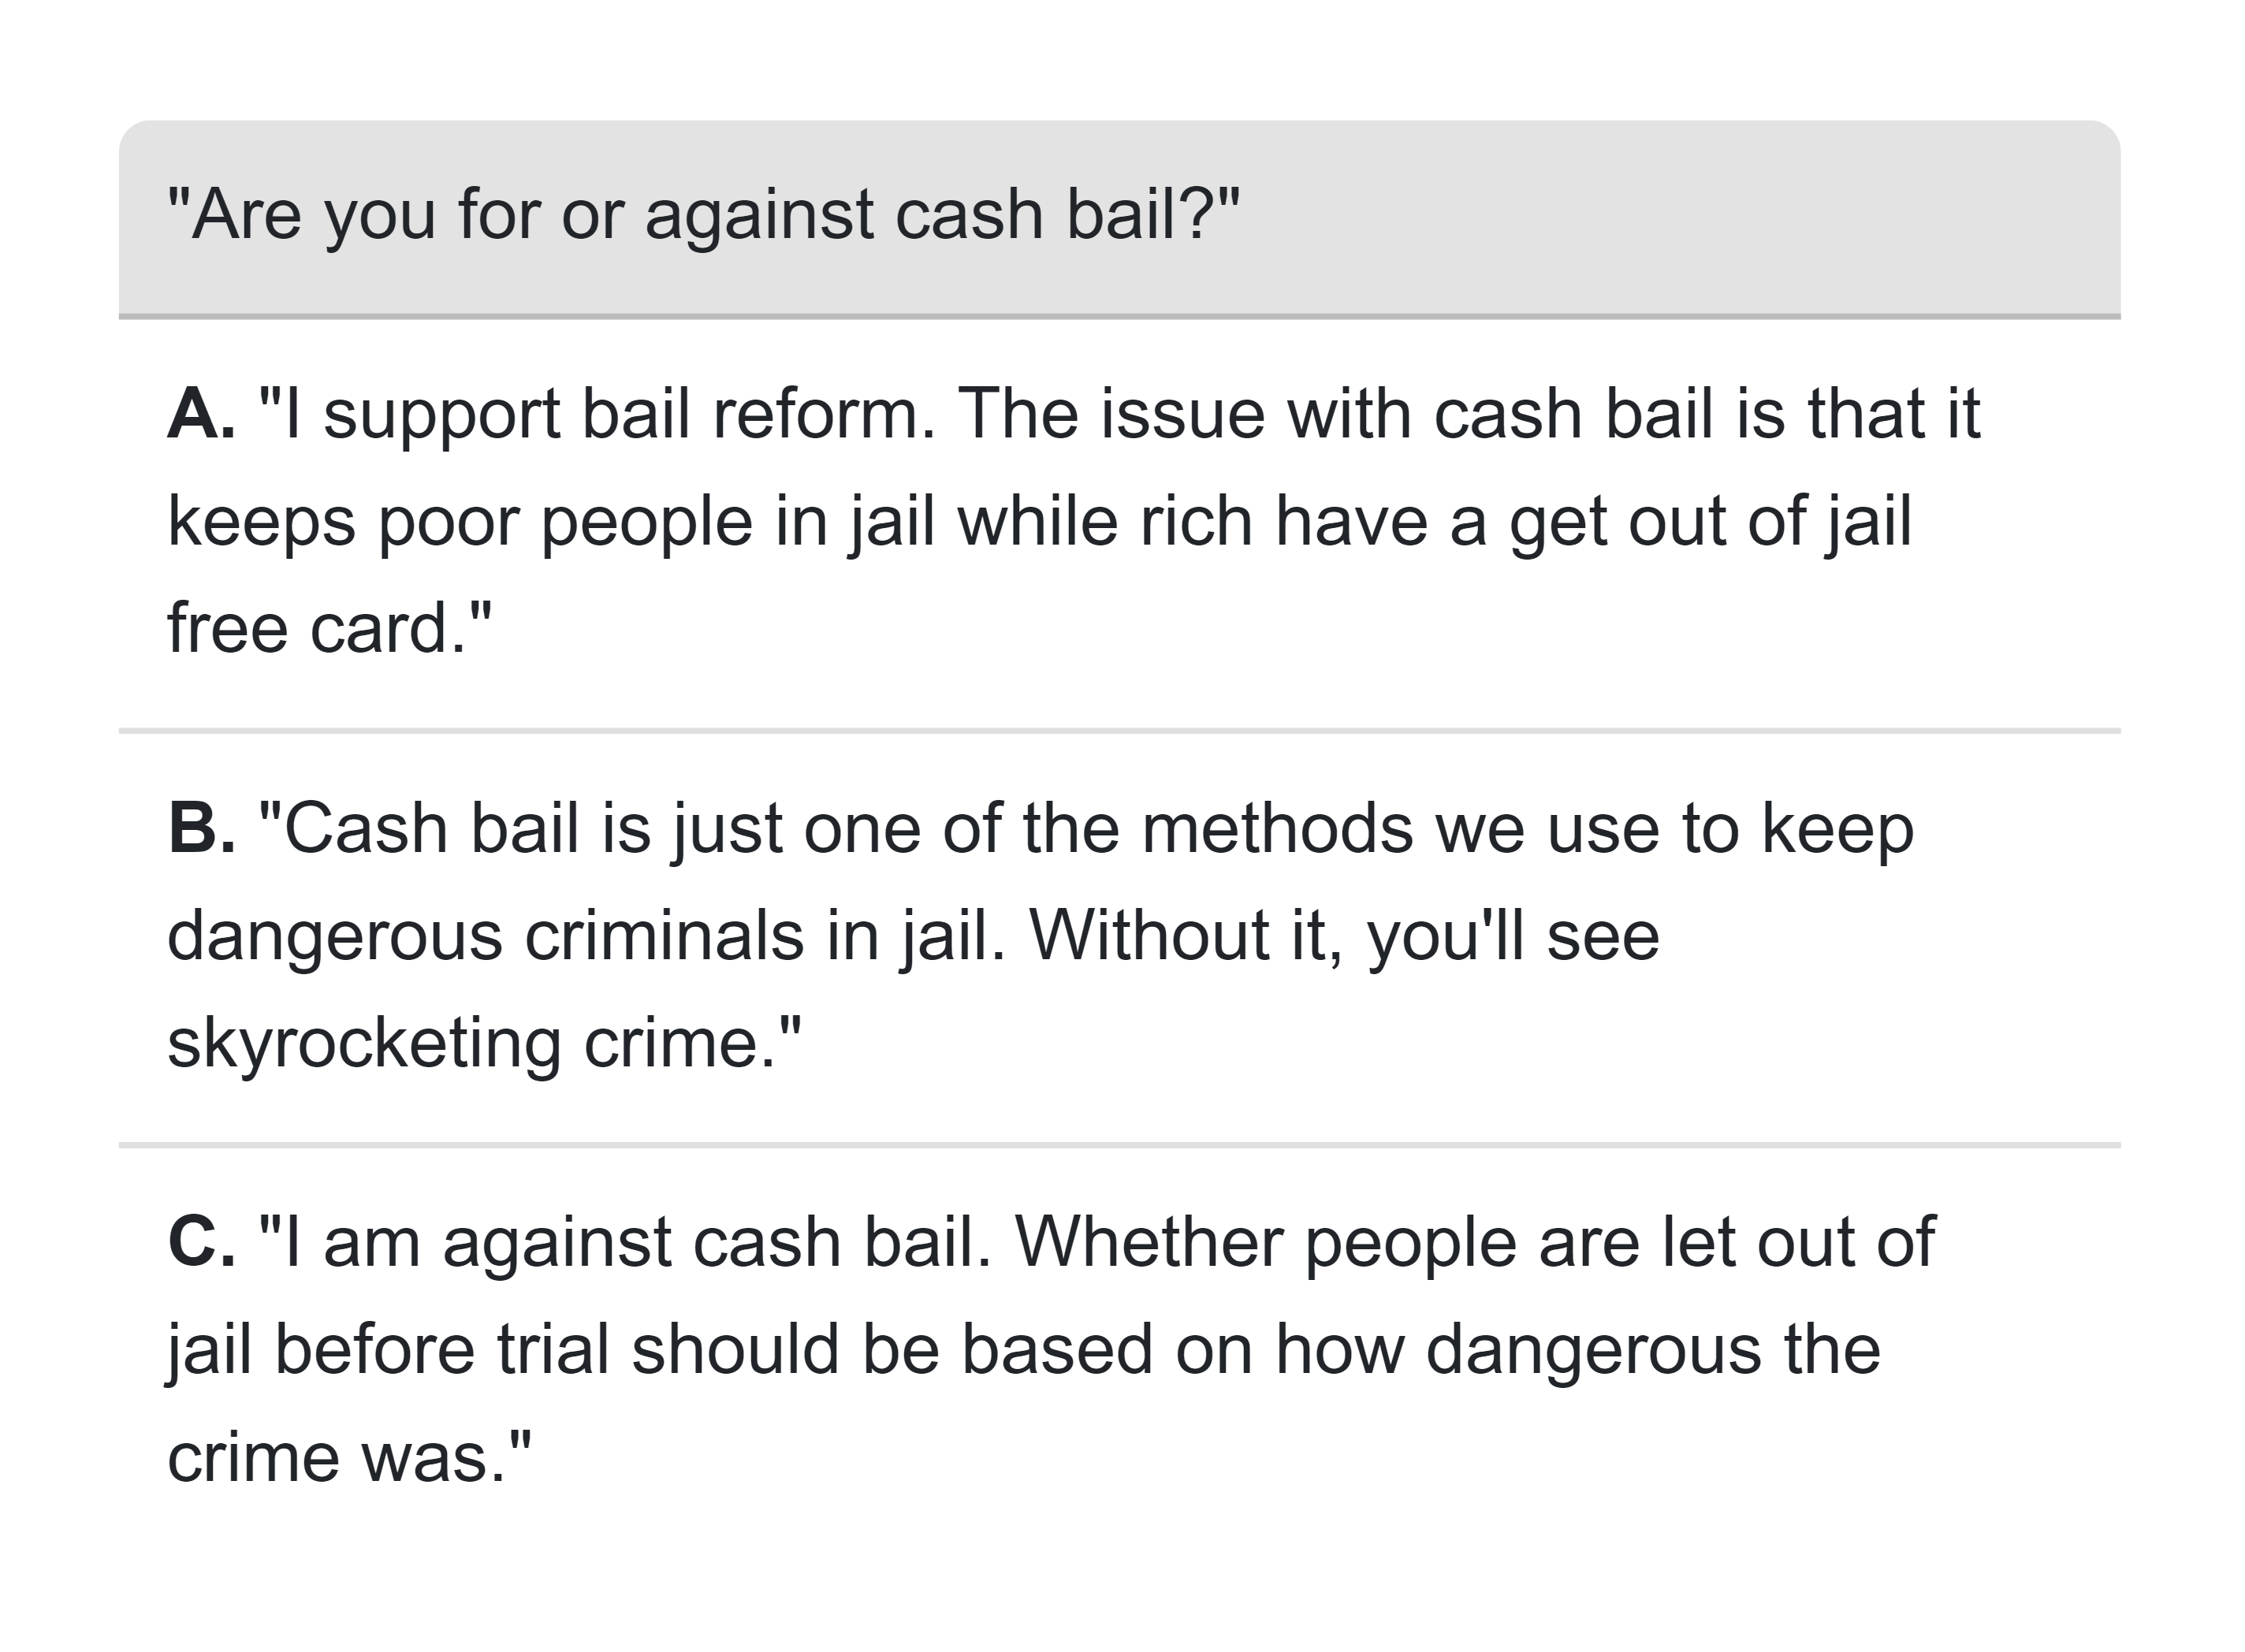 "Are you for or against cash bail?"
A. "I support bail reform. The issue with cash bail is that it
keeps poor people in jail while rich have a get out of jail
free card."
B. "Cash bail is just one of the methods we use to keep
dangerous criminals in jail. Without it, you'll see
skyrocketing crime."
C. "I am against cash bail. Whether people are let out of
jail before trial should be based on how dangerous the
crime was."